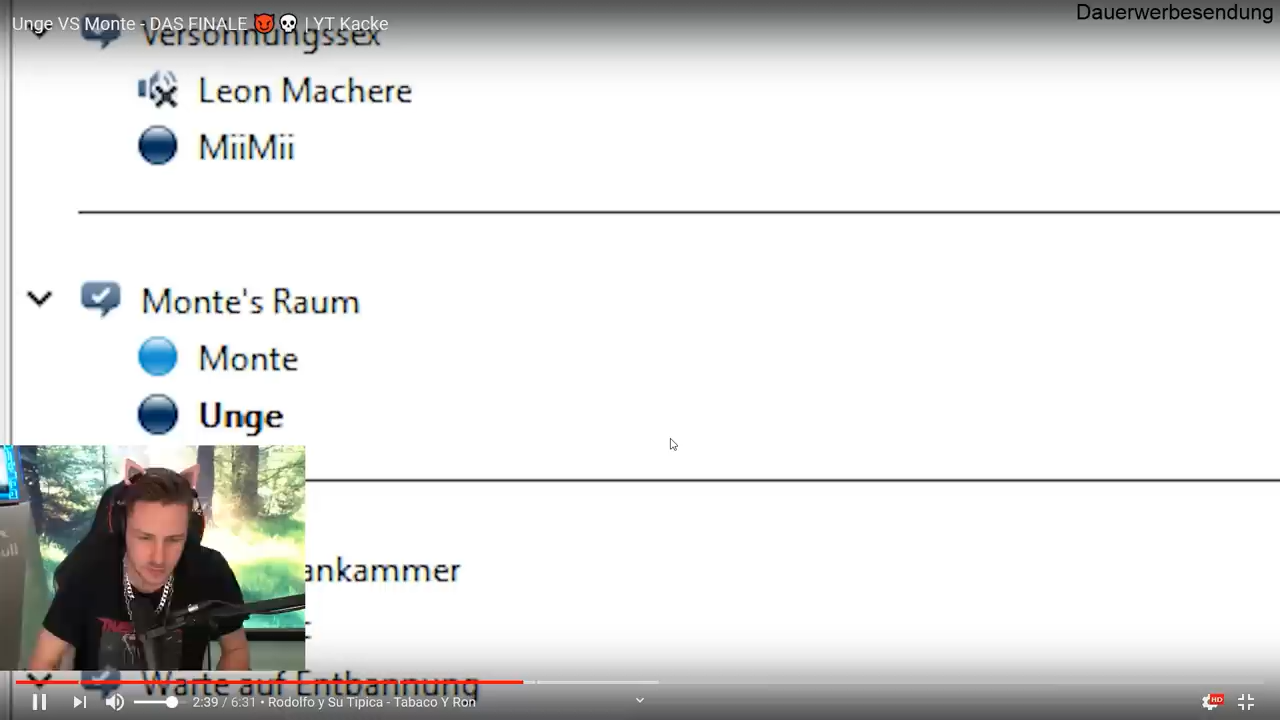 Unge VS Monte - DAS FINALE 😈💀 | YT Kacke
Dauerwerbesendung
Versöhnungssex
Leon Machere
MiiMii
Monte's Raum
Monte
Unge
ankammer
Warte auf Entbannung
2:39 / 6:31 • Rodolfo y Su Tipica - Tabaco Y Ron
HD